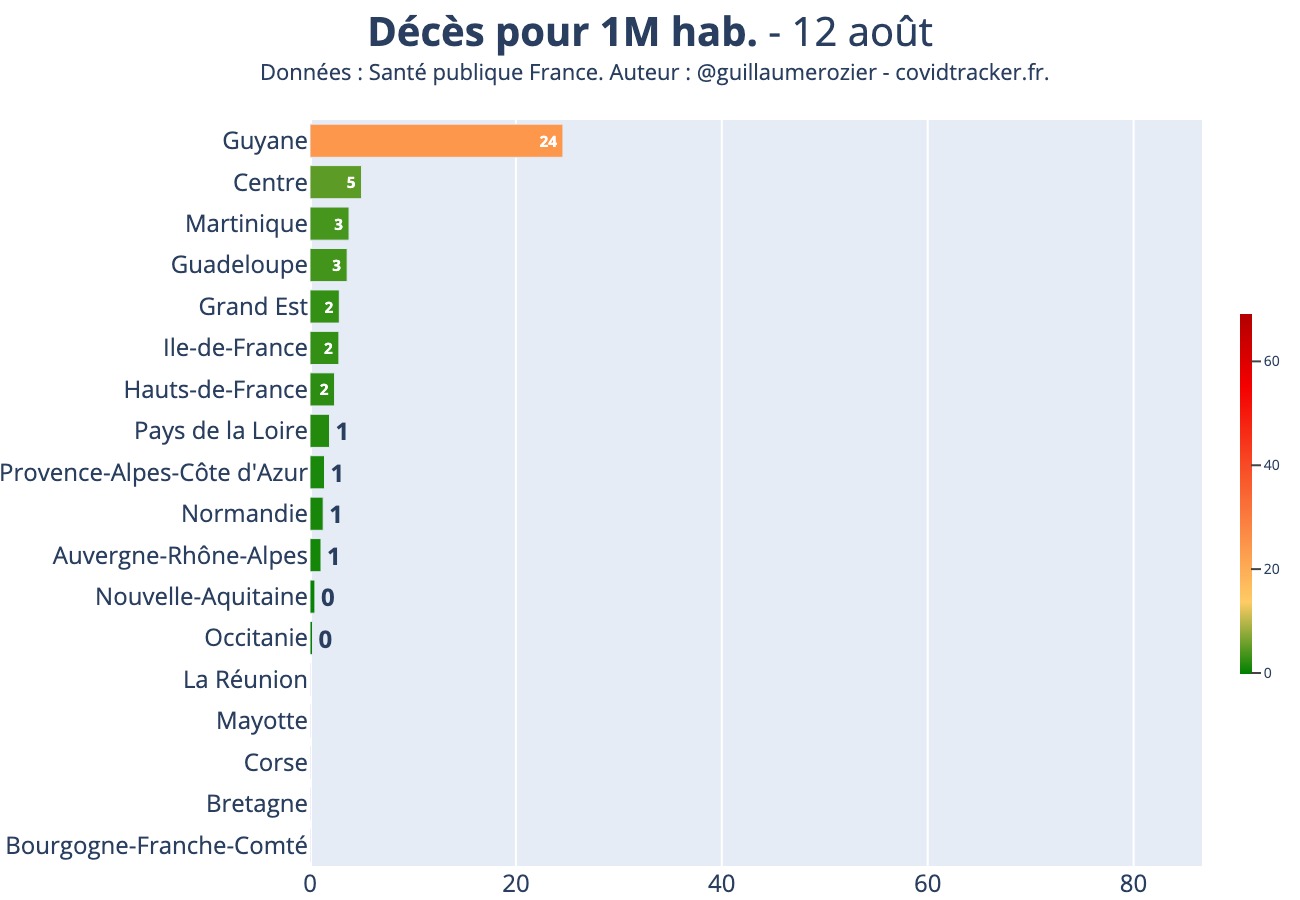 Décès pour 1M hab. - 12 août
Données : Santé publique France. Auteur : @guillaumerozier - covidtracker.fr.
Guyane 24
Centre 5
Martinique 3
Guadeloupe 3
Grand Est 2
Ile-de-France 2
Hauts-de-France 2
Pays de la Loire 1
Provence-Alpes-Côte d'Azur 1
Normandie 1
Auvergne-Rhône-Alpes 1
Nouvelle-Aquitaine 0
Occitanie 0
La Réunion
Mayotte
Corse
Bretagne
Bourgogne-Franche-Comté
0 20 40 60 80
60
40
20
0